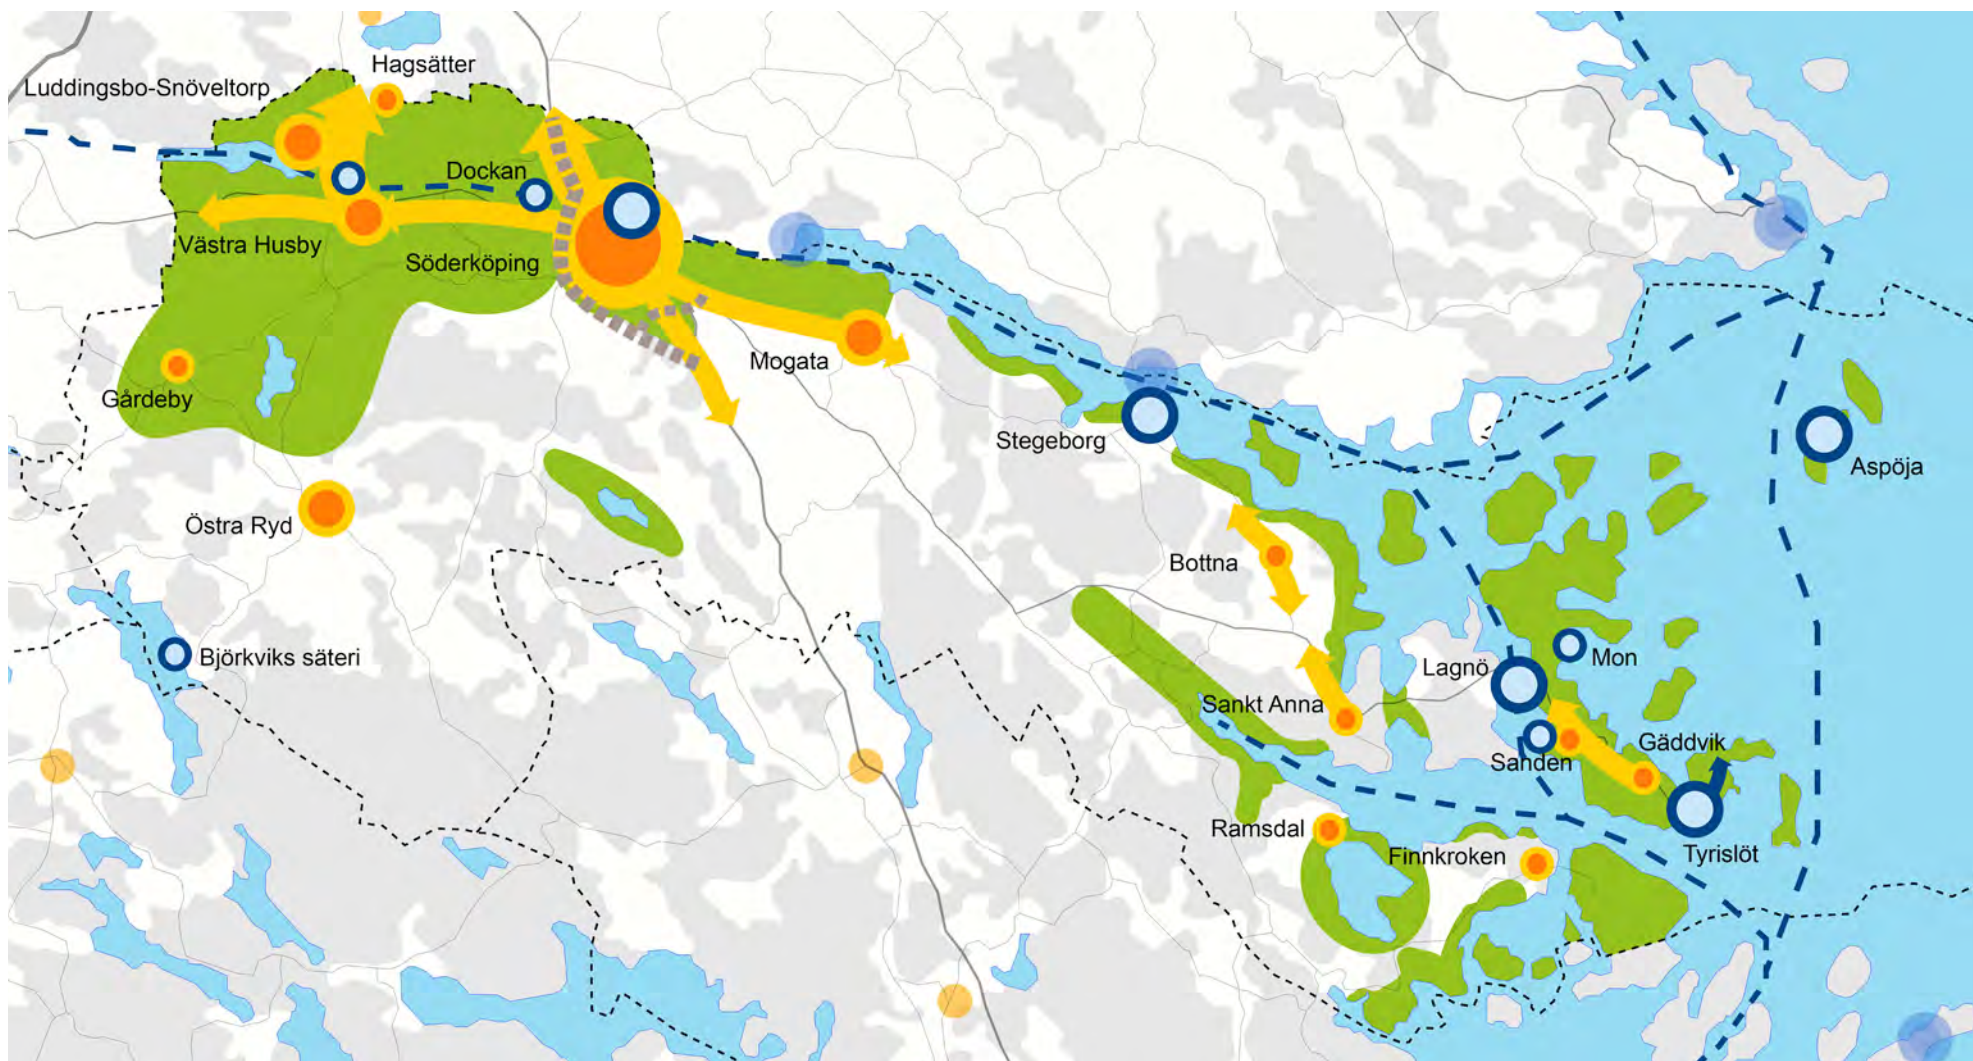 Hagsätter
Luddingsbo-Snöveltorp
Dockan
Västra Husby
Söderköping
Mogata
Gårdeby
Stegeborg
Aspöja
Östra Ryd
Bottna
Björkviks säteri
Mon
Lagnö
Sankt Anna
Gäddvik
Sanden
Ramsdal
Finnkroken
Tyrislöt